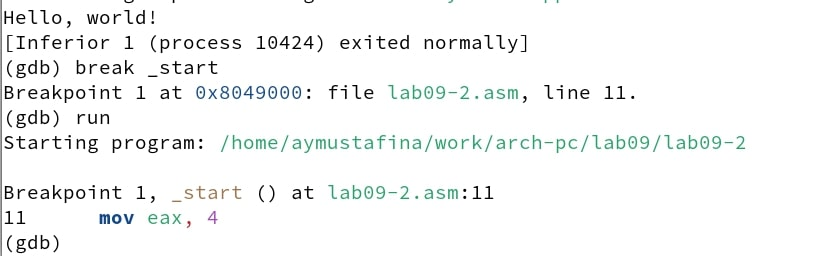 Hello, world!
[Inferior 1 (process 10424) exited normally]
(gdb) break _start
Breakpoint 1 at 0x8049000: file lab09-2.asm, line 11.
(gdb) run
Starting program: /home/aymustafina/work/arch-pc/lab09/lab09-2
Breakpoint 1, _start () at lab09-2.asm:11
11 mov eax, 4
(gdb)